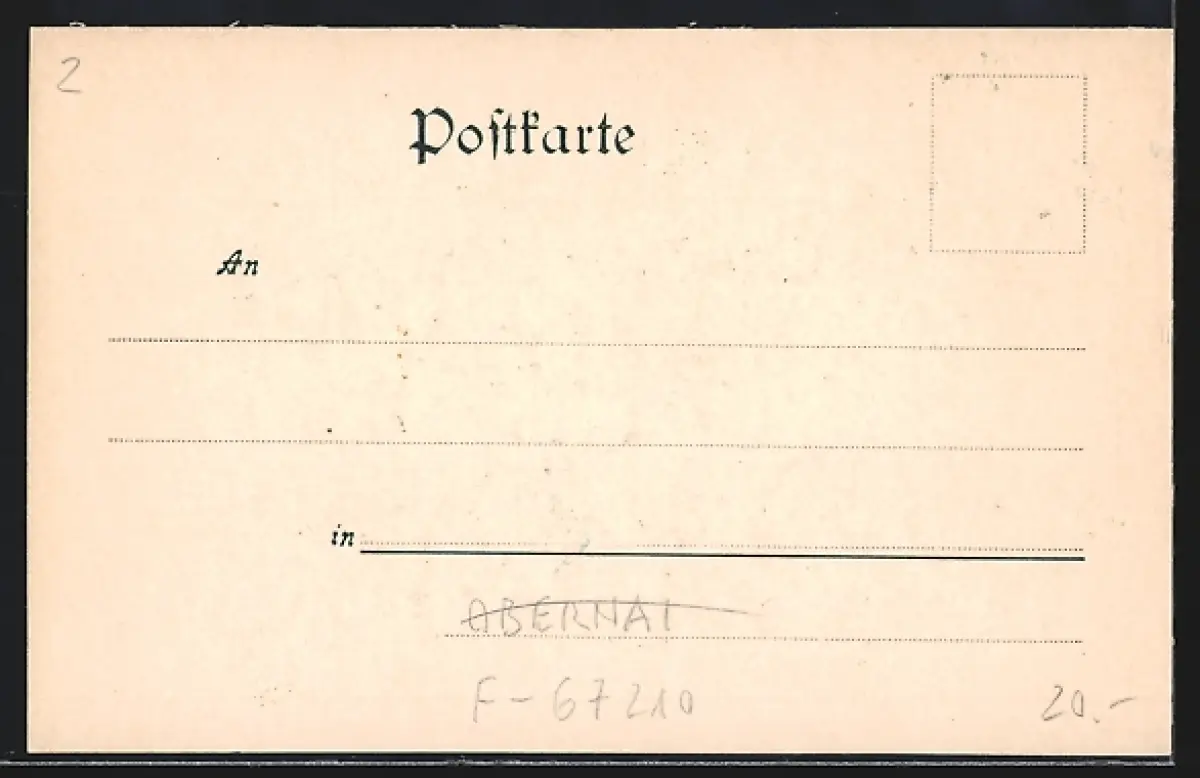 2
Poſtkarte
An
in
ABERNAI
F - 67210
20.-